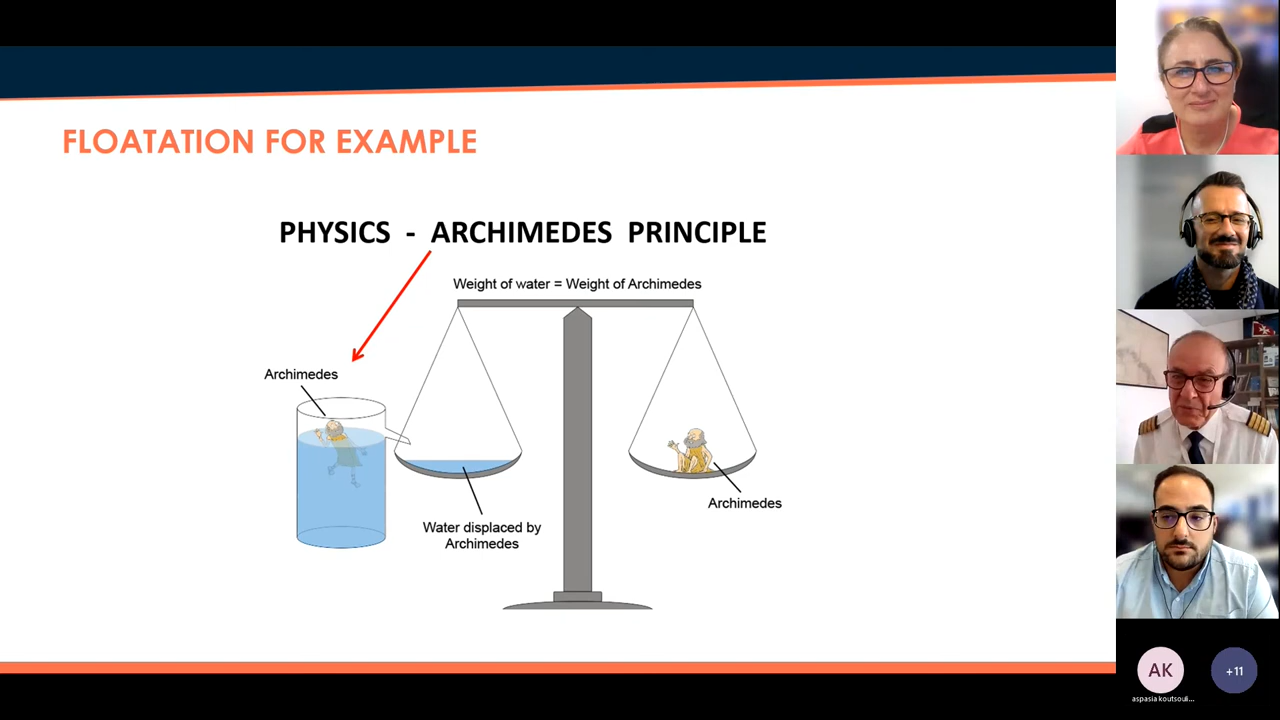 FLOATATION FOR EXAMPLE
PHYSICS - ARCHIMEDES PRINCIPLE
Weight of water = Weight of Archimedes
Archimedes
Archimedes
Water displaced by
Archimedes
AK
+11
aspasia koutsouli...